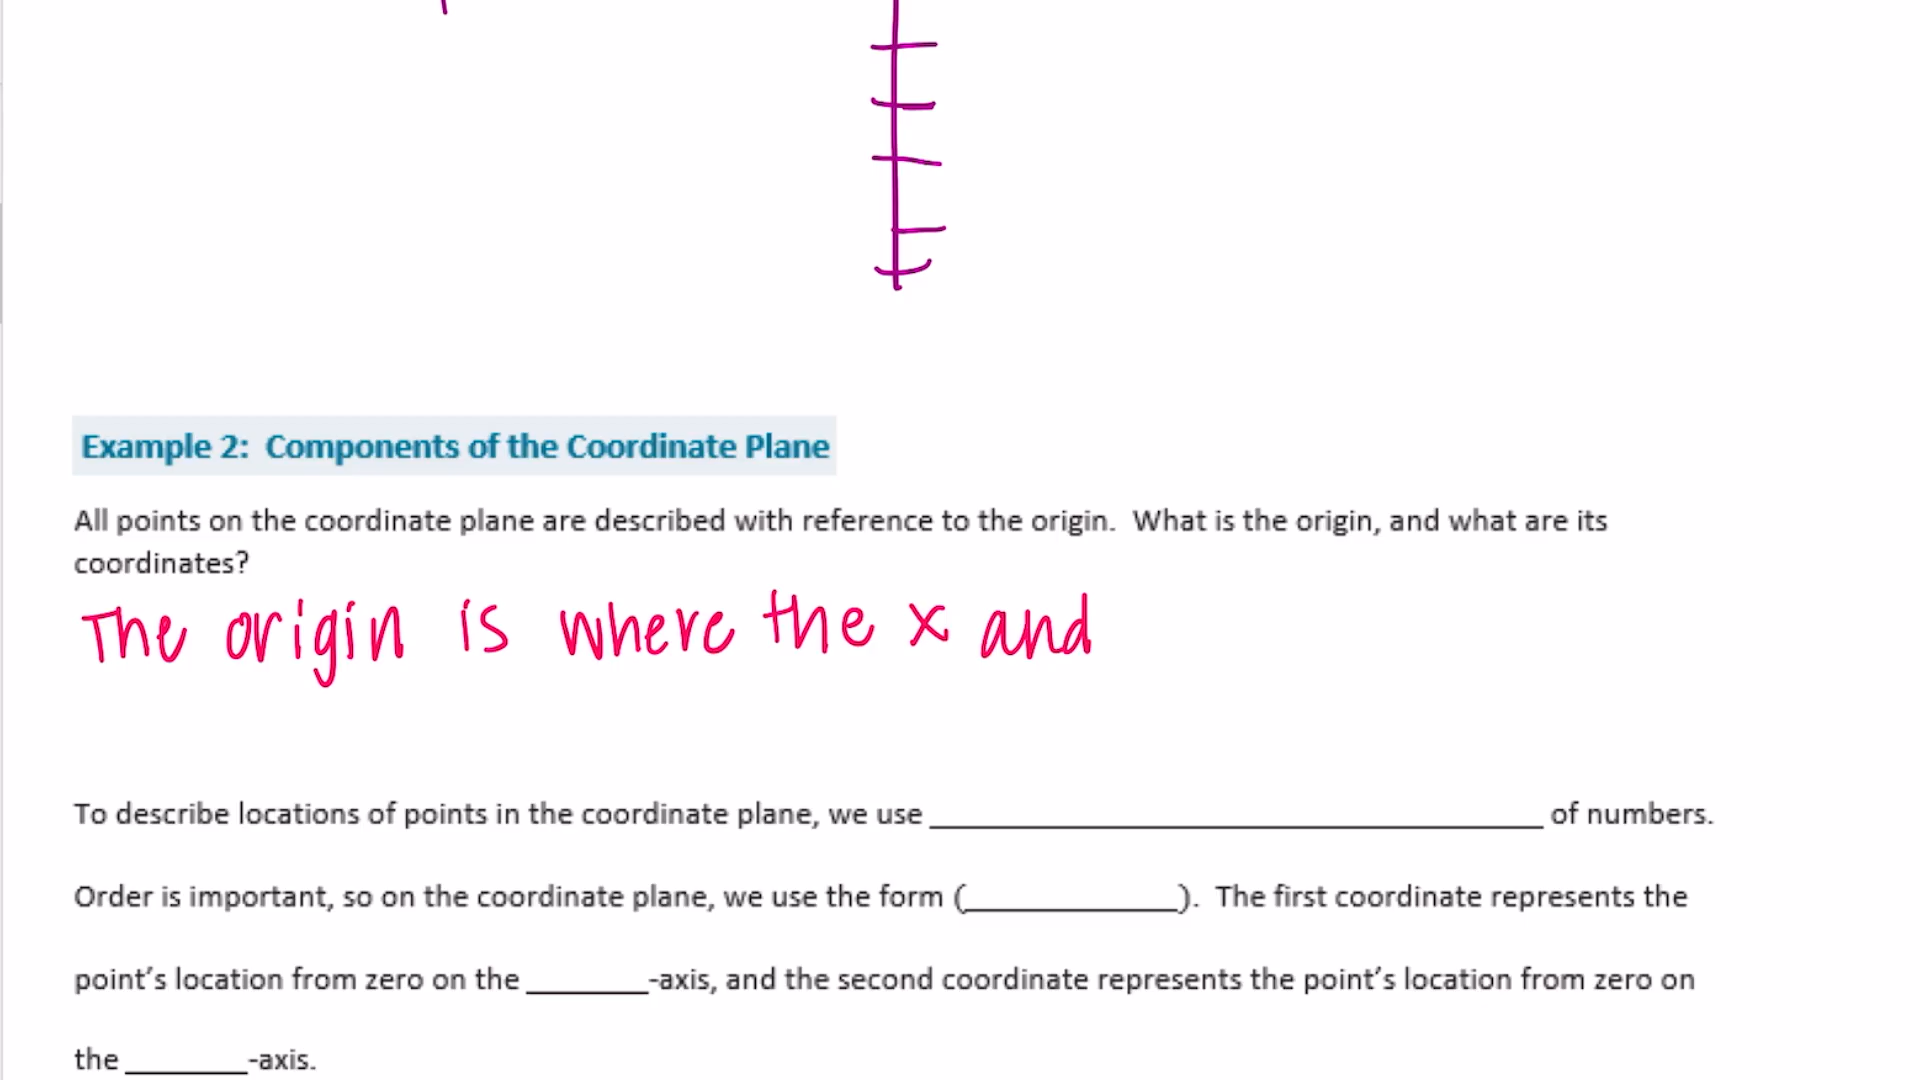 Example 2:  Components of the Coordinate Plane
All points on the coordinate plane are described with reference to the origin.  What is the origin, and what are its
coordinates?
The origin is where the x and
To describe locations of points in the coordinate plane, we use ____________________ of numbers.
Order is important, so on the coordinate plane, we use the form (__________).  The first coordinate represents the
point’s location from zero on the ______-axis, and the second coordinate represents the point’s location from zero on
the ______-axis.